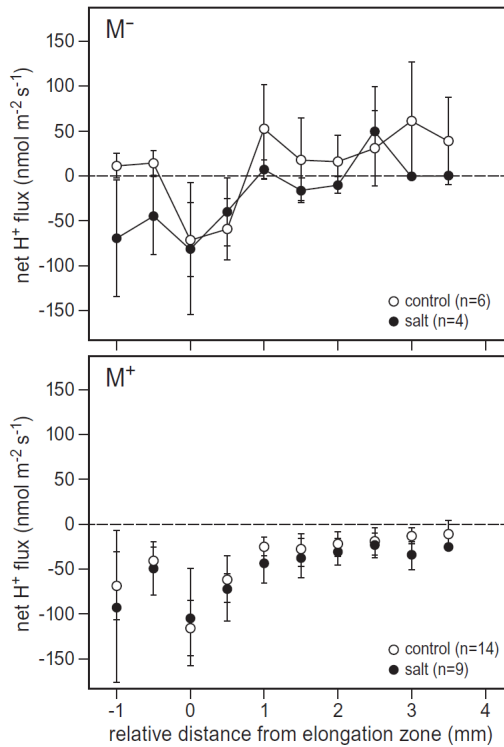 M⁻
net H⁺ flux (nmol m⁻² s⁻¹)
150
100
50
0
-50
-100
-150
control (n=6)
salt (n=4)
M⁺
net H⁺ flux (nmol m⁻² s⁻¹)
150
100
50
0
-50
-100
-150
control (n=14)
salt (n=9)
-1 0 1 2 3 4
relative distance from elongation zone (mm)